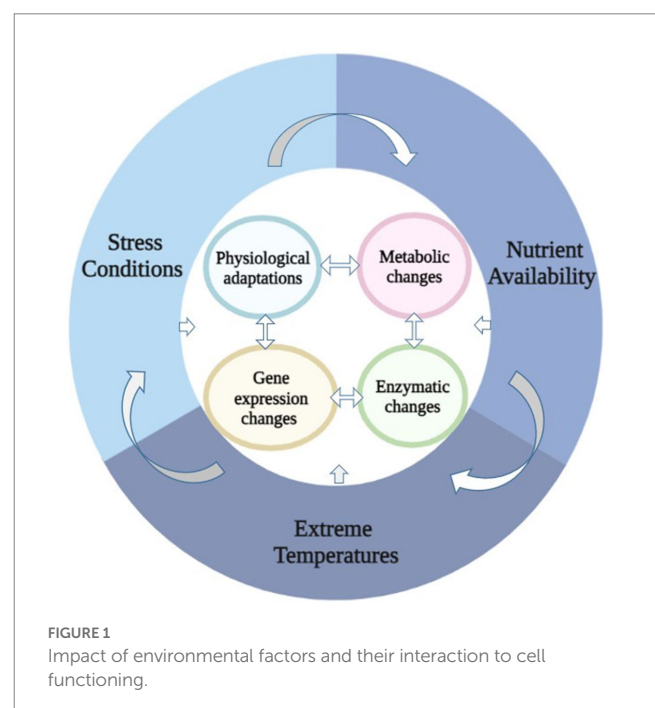 Stress
Conditions
Nutrient
Availability
Physiological
adaptations
Metabolic
changes
Gene
expression
changes
Enzymatic
changes
Extreme
Temperatures
FIGURE 1
Impact of environmental factors and their interaction to cell
functioning.